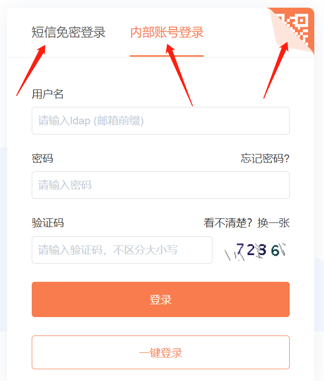 短信免密登录 内部账号登录
用户名
请输入ldap (邮箱前缀)
密码 忘记密码?
请输入密码
验证码 看不清楚? 换一张
请输入验证码，不区分大小写 7236
登录
一键登录